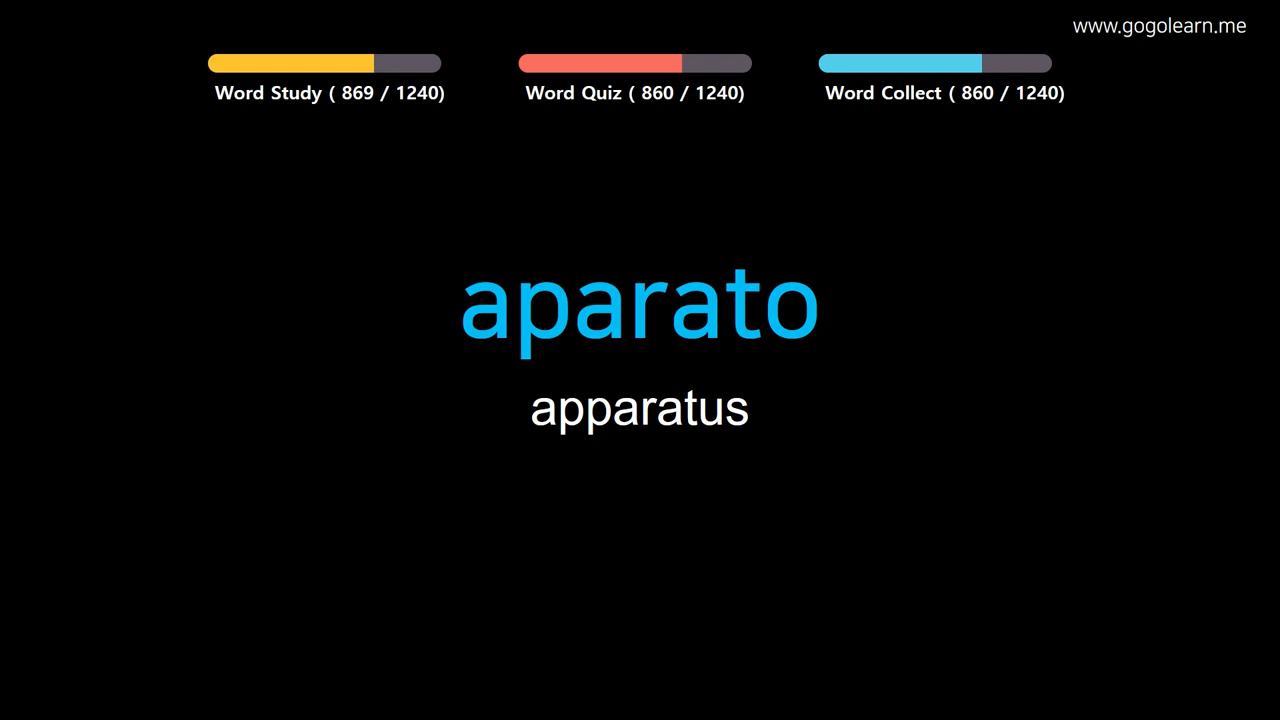 www.gogolearn.me
Word Study ( 869 / 1240)
Word Quiz ( 860 / 1240)
Word Collect ( 860 / 1240)
aparato
apparatus